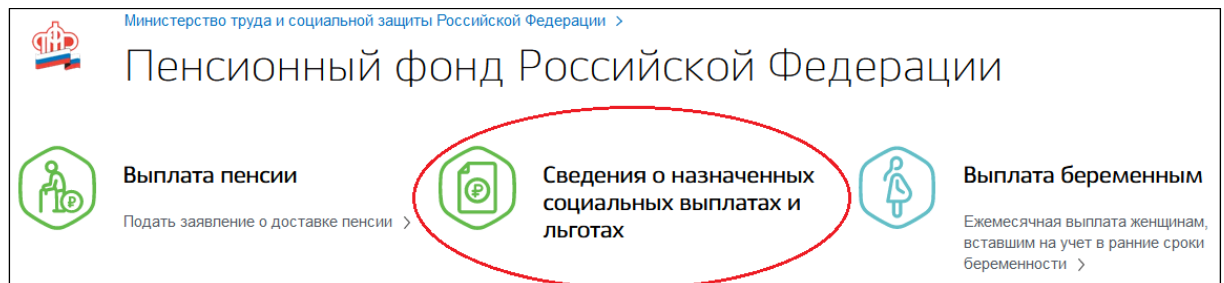 Министерство труда и социальной защиты Российской Федерации >
Пенсионный фонд Российской Федерации
Выплата пенсии
Подать заявление о доставке пенсии >
Сведения о назначенных
социальных выплатах и
льготах
Выплата беременным
Ежемесячная выплата женщинам,
вставшим на учет в ранние сроки
беременности >